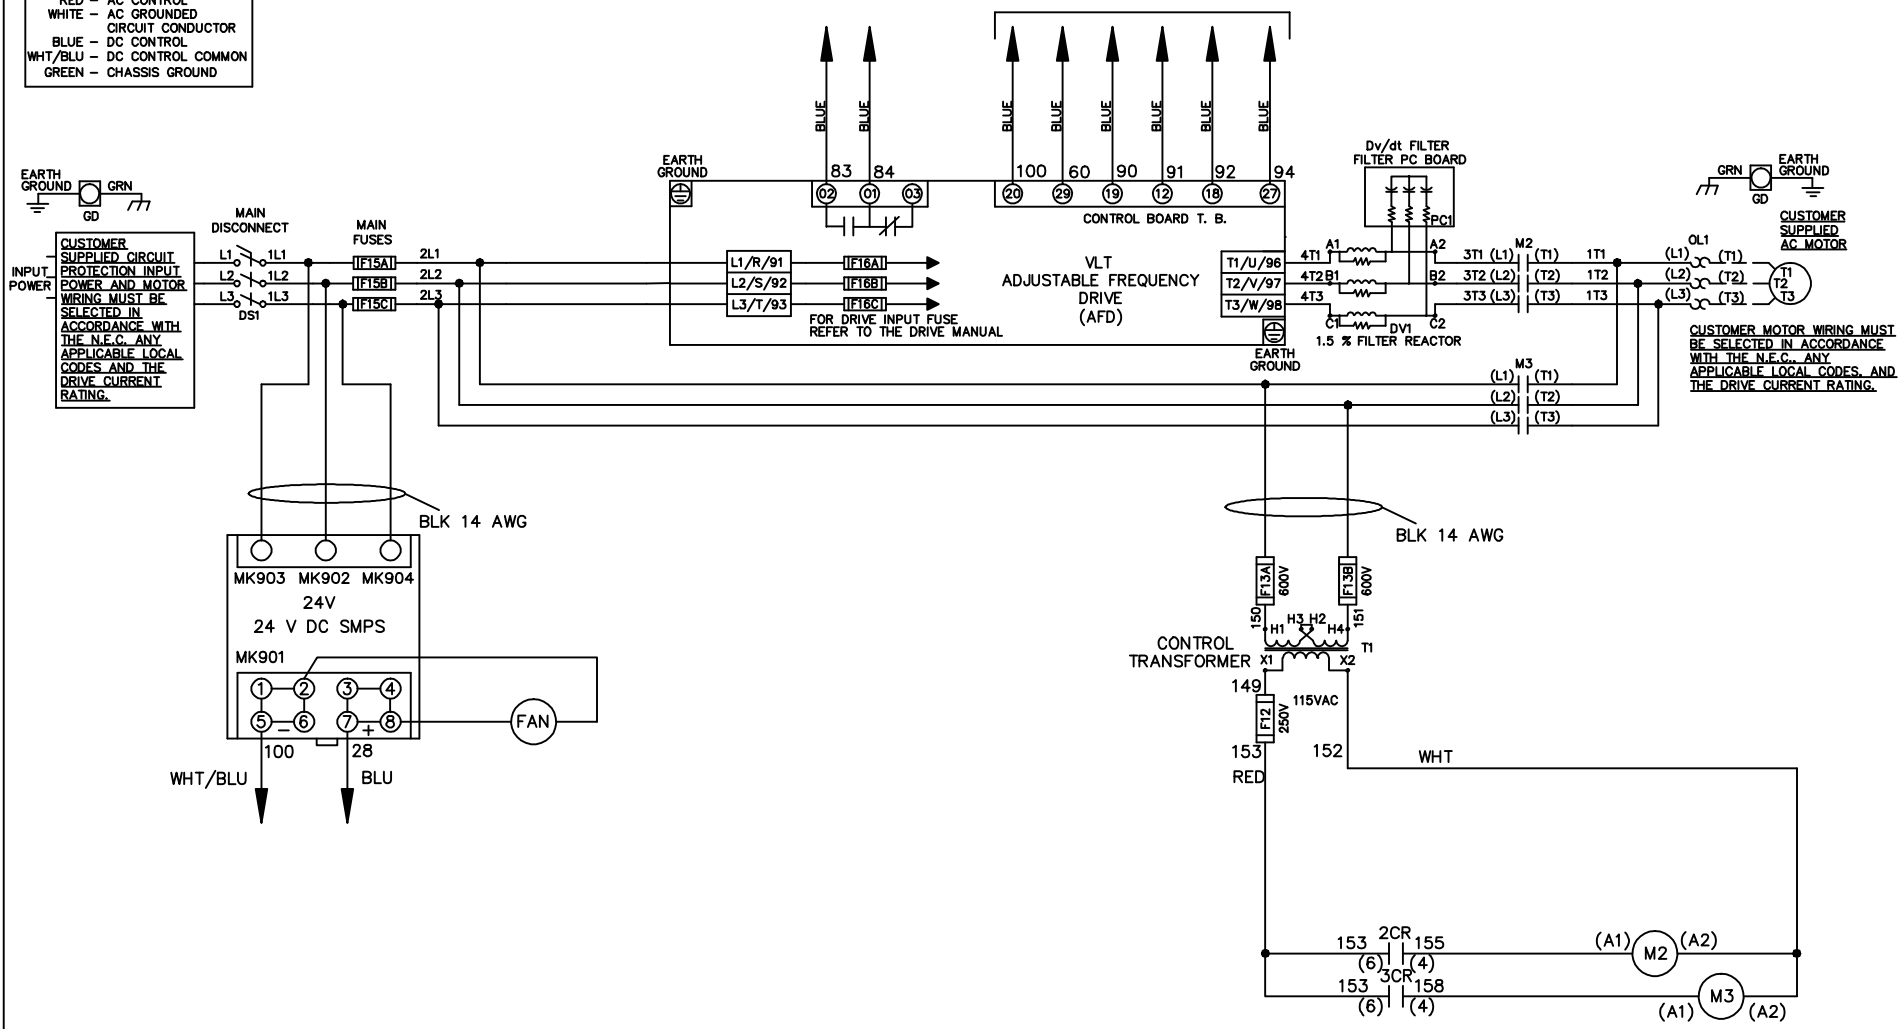 RED – AC CONTROL
WHITE – AC GROUNDED
CIRCUIT CONDUCTOR
BLUE – DC CONTROL
WHT/BLU – DC CONTROL COMMON
GREEN – CHASSIS GROUND
BLUE
BLUE
BLUE
BLUE
BLUE
BLUE
BLUE
BLUE
EARTH
GROUND
GRN
GD
MAIN
DISCONNECT
MAIN
FUSES
INPUT
POWER
CUSTOMER
SUPPLIED CIRCUIT
PROTECTION INPUT
POWER AND MOTOR
WIRING MUST BE
SELECTED IN
ACCORDANCE WITH
THE N.E.C. ANY
APPLICABLE LOCAL
CODES AND THE
DRIVE CURRENT
RATING.
L1 1L1
L2 1L2
L3 1L3
DS1
F15A
F15B
F15C
2L1
2L2
2L3
EARTH
GROUND
83 84
02 01 03
100 60 90 91 92 94
20 29 19 12 18 27
CONTROL BOARD T. B.
L1/R/91
L2/S/92
L3/T/93
F16A
F16B
F16C
FOR DRIVE INPUT FUSE
REFER TO THE DRIVE MANUAL
VLT
ADJUSTABLE FREQUENCY
DRIVE
(AFD)
T1/U/96
T2/V/97
T3/W/98
EARTH
GROUND
4T1
4T2
4T3
Dv/dt FILTER
FILTER PC BOARD
PC1
A1 A2
B1 B2
C1 C2
DV1
1.5 % FILTER REACTOR
M2
3T1 (L1) (T1) 1T1
3T2 (L2) (T2) 1T2
3T3 (L3) (T3) 1T3
OL1
(L1) (T1)
(L2) (T2)
(L3) (T3)
GRN
GD
EARTH
GROUND
CUSTOMER
SUPPLIED
AC MOTOR
T1
T2
T3
CUSTOMER MOTOR WIRING MUST
BE SELECTED IN ACCORDANCE
WITH THE N.E.C., ANY
APPLICABLE LOCAL CODES, AND
THE DRIVE CURRENT RATING.
M3
(L1) (T1)
(L2) (T2)
(L3) (T3)
BLK 14 AWG
MK903 MK902 MK904
24V
24 V DC SMPS
MK901
1 2 3 4
5 – 6 7 + 8
FAN
100 28
WHT/BLU
BLU
BLK 14 AWG
F13A
600V
F13B
600V
150
151
H1 H3 H2 H4
CONTROL
TRANSFORMER
X1 X2 T1
149
115VAC
F12
250V
153
RED
152
WHT
2CR
153 155
(6) (4)
(A1) M2 (A2)
3CR
153 158
(6) (4)
(A1) M3 (A2)